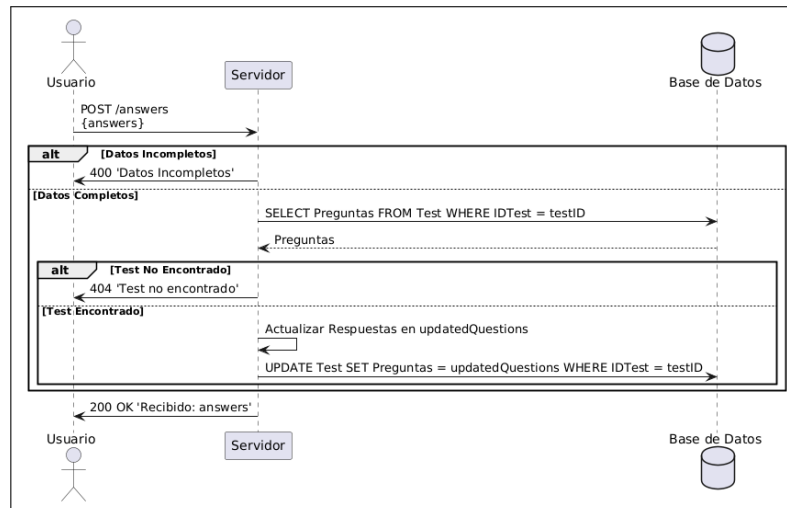 Usuario
Servidor
Base de Datos
POST /answers
{answers}
alt [Datos Incompletos]
400 'Datos Incompletos'
[Datos Completos]
SELECT Preguntas FROM Test WHERE IDTest = testID
Preguntas
alt [Test No Encontrado]
404 'Test no encontrado'
[Test Encontrado]
Actualizar Respuestas en updatedQuestions
UPDATE Test SET Preguntas = updatedQuestions WHERE IDTest = testID
200 OK 'Recibido: answers'
Usuario
Servidor
Base de Datos